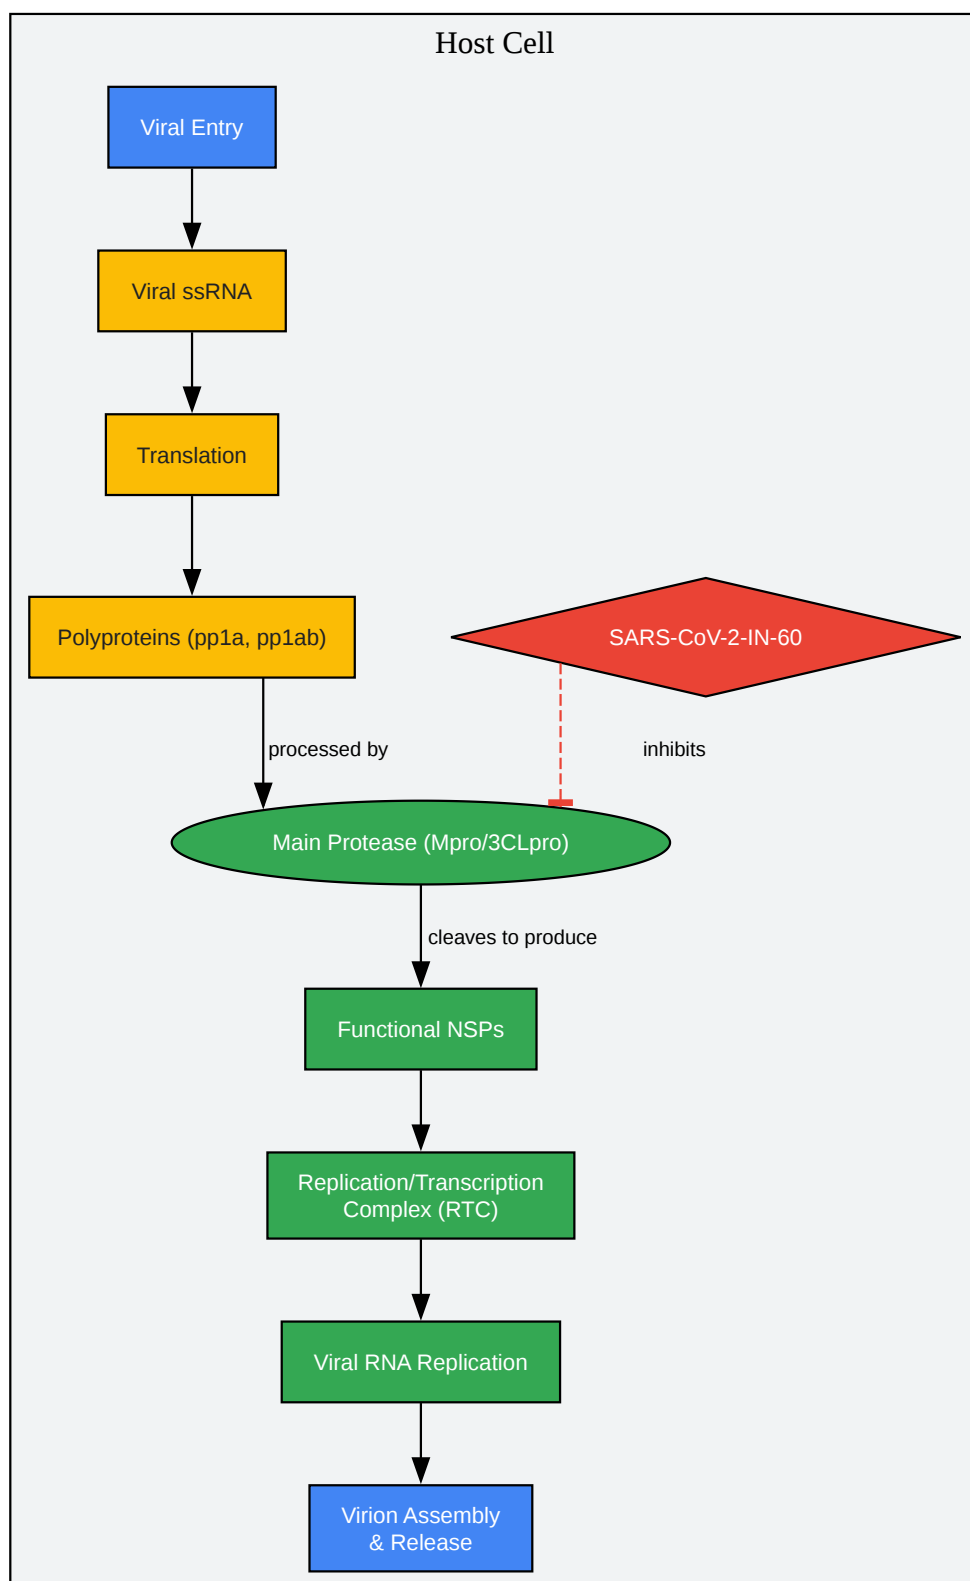 Host Cell
Viral Entry
Viral ssRNA
Translation
Polyproteins (pp1a, pp1ab)
SARS-CoV-2-IN-60
processed by
inhibits
Main Protease (Mpro/3CLpro)
cleaves to produce
Functional NSPs
Replication/Transcription
Complex (RTC)
Viral RNA Replication
Virion Assembly
& Release